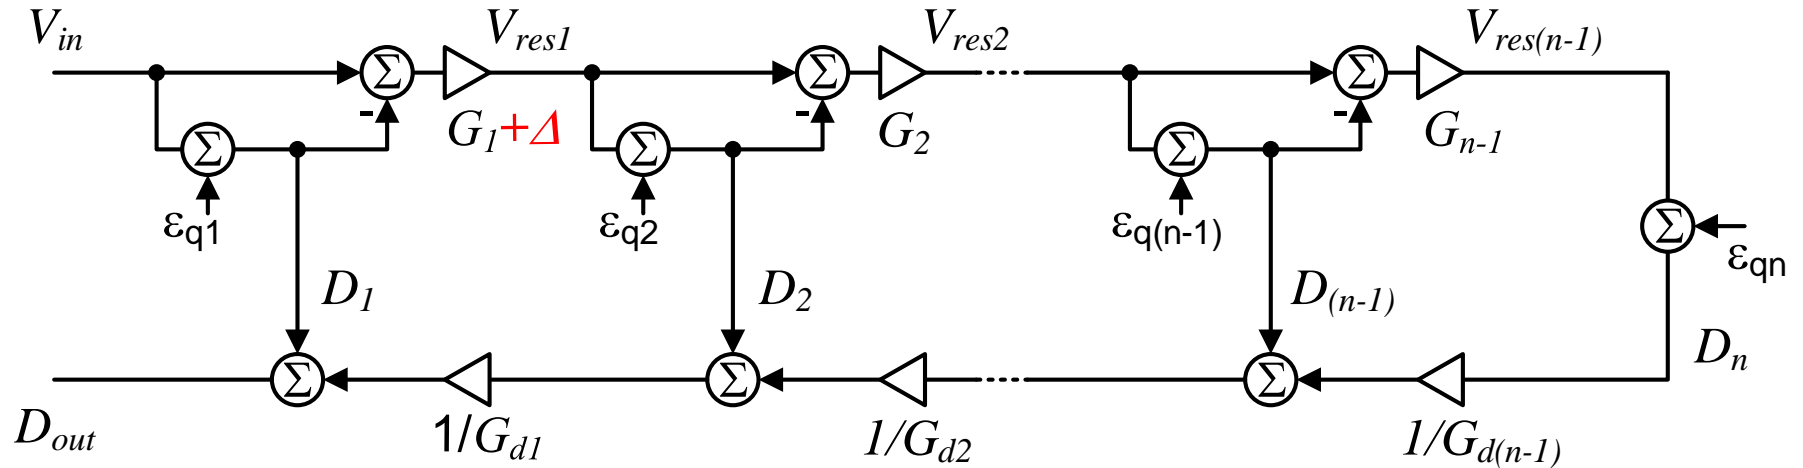 V_in V_res1 V_res2 V_res(n-1)
Σ Σ Σ
- G_1+Δ - G_2 - G_n-1
Σ Σ Σ
ε_q1 ε_q2 ε_q(n-1) Σ ε_qn
D_1 D_2 D_(n-1) D_n
Σ Σ Σ
D_out 1/G_d1 1/G_d2 1/G_d(n-1)